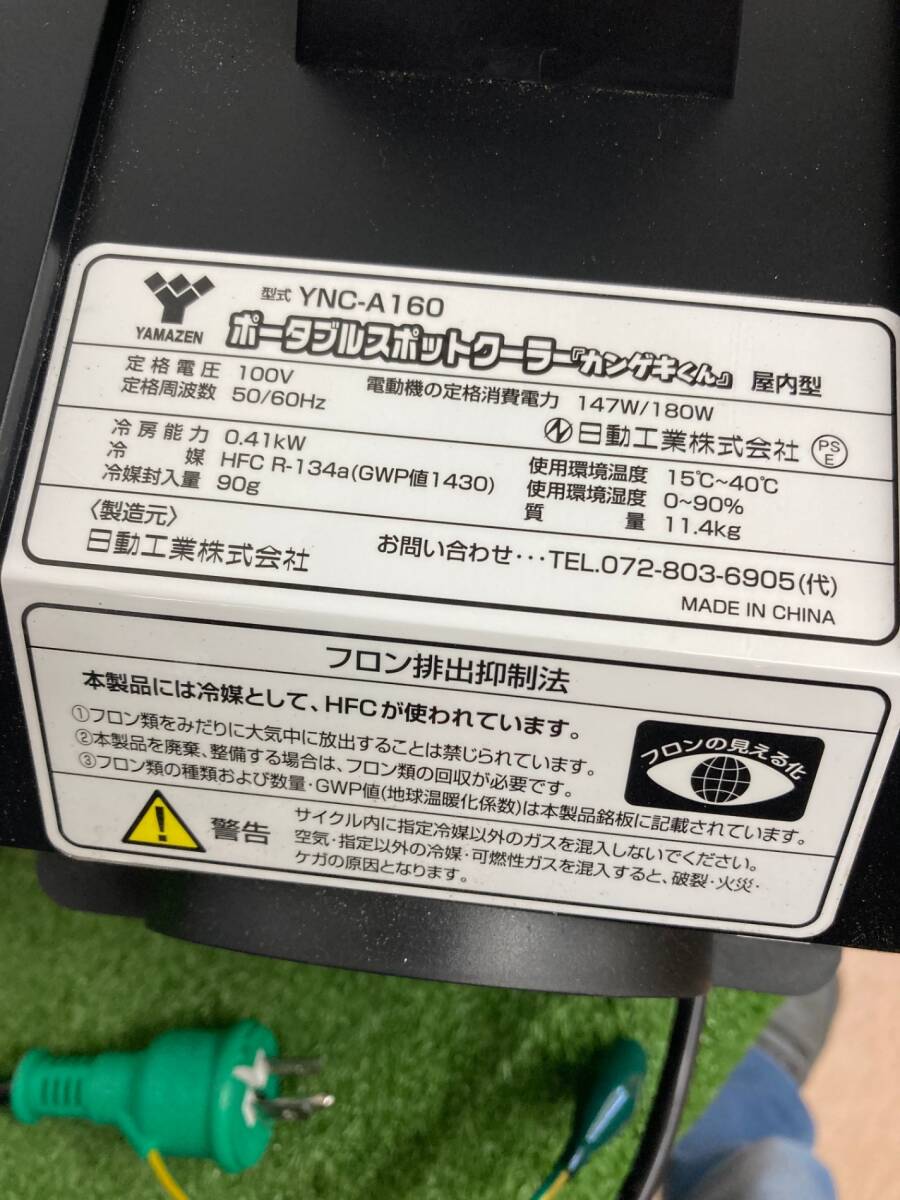 YAMAZEN
型式 YNC-A160
ポータブルスポットクーラー『カンゲキくん』 屋内型
定格電圧 100V
定格周波数 50/60Hz
電動機の定格消費電力 147W/180W
日動工業株式会社 PSE
冷房能力 0.41kW
冷媒 HFC R-134a(GWP値1430)
冷媒封入量 90g
使用環境温度 15℃~40℃
使用環境湿度 0~90%
質量 11.4kg
〈製造元〉
日動工業株式会社
お問い合わせ･･･TEL.072-803-6905(代)
MADE IN CHINA
フロン排出抑制法
本製品には冷媒として、HFCが使われています。
①フロン類をみだりに大気中に放出することは禁じられています。
②本製品を廃棄、整備する場合は、フロン類の回収が必要です。
③フロン類の種類および数量・GWP値(地球温暖化係数)は本製品銘板に記載されています。
フロンの見える化
警告
サイクル内に指定冷媒以外のガスを混入しないでください。
空気・指定以外の冷媒・可燃性ガスを混入すると、破裂・火災・
ケガの原因となります。